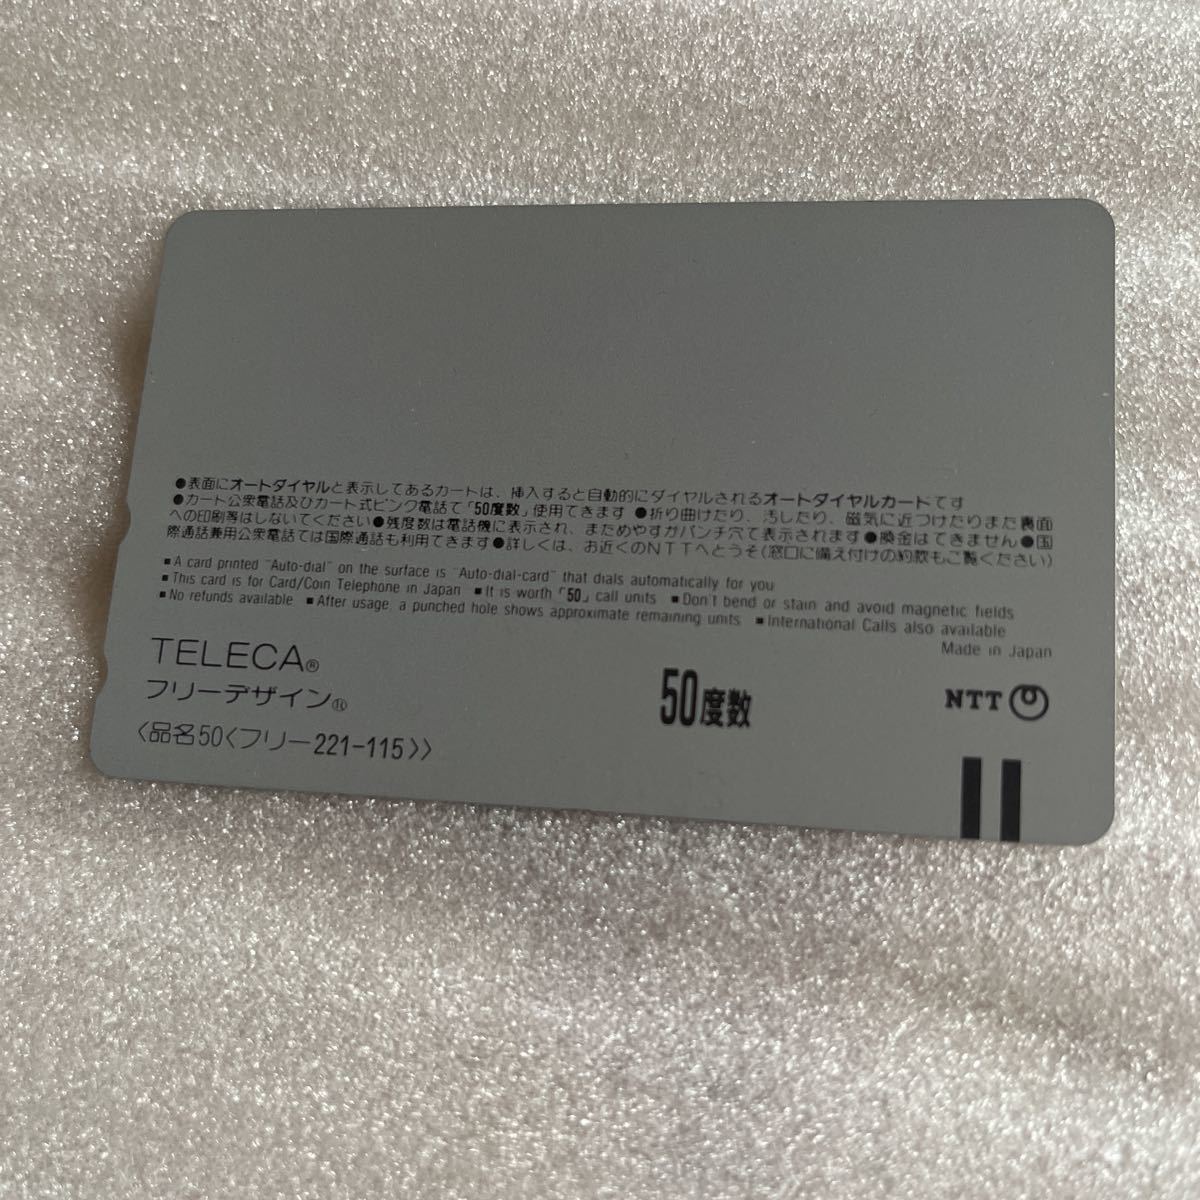 ●表面にオートダイヤルと表示してあるカードは、挿入すると自動的にダイヤルされるオートダイヤルカードです
●カード公衆電話及びカード式ピンク電話で「50度数」使用できます ●折り曲げたり、汚したり、磁気に近づけたりまた裏面
への印刷等はしないでください ●残度数は電話機に表示され、まためやすがパンチ穴で表示されます ●換金はできません ●国
際通話兼用公衆電話では国際通話も利用できます ●詳しくは、お近くのNTTへどうぞ(窓口に備え付けの約款もご覧ください)
■ A card printed "Auto-dial" on the surface is "Auto-dial-card" that dials automatically for you
■ This card is for Card/Coin Telephone in Japan ■ It is worth「50」call units ■ Don't bend or stain and avoid magnetic fields
■ No refunds available ■ After usage, a punched hole shows approximate remaining units ■ International Calls also available
Made in Japan
TELECA®
フリーデザイン
50度数
NTT
〈品名50〈フリー221-115〉〉